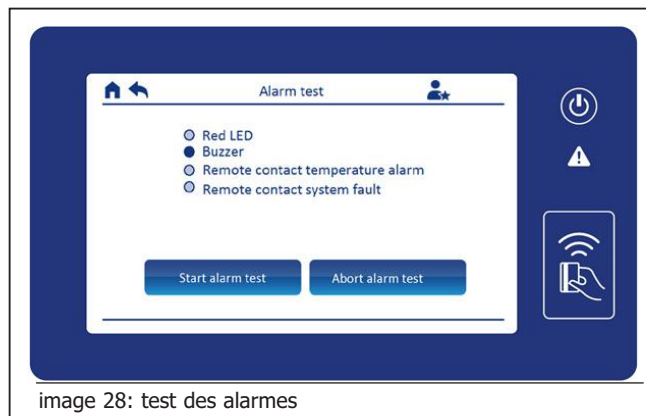 Alarm test
Red LED
Buzzer
Remote contact temperature alarm
Remote contact system fault
Start alarm test
Abort alarm test
image 28: test des alarmes